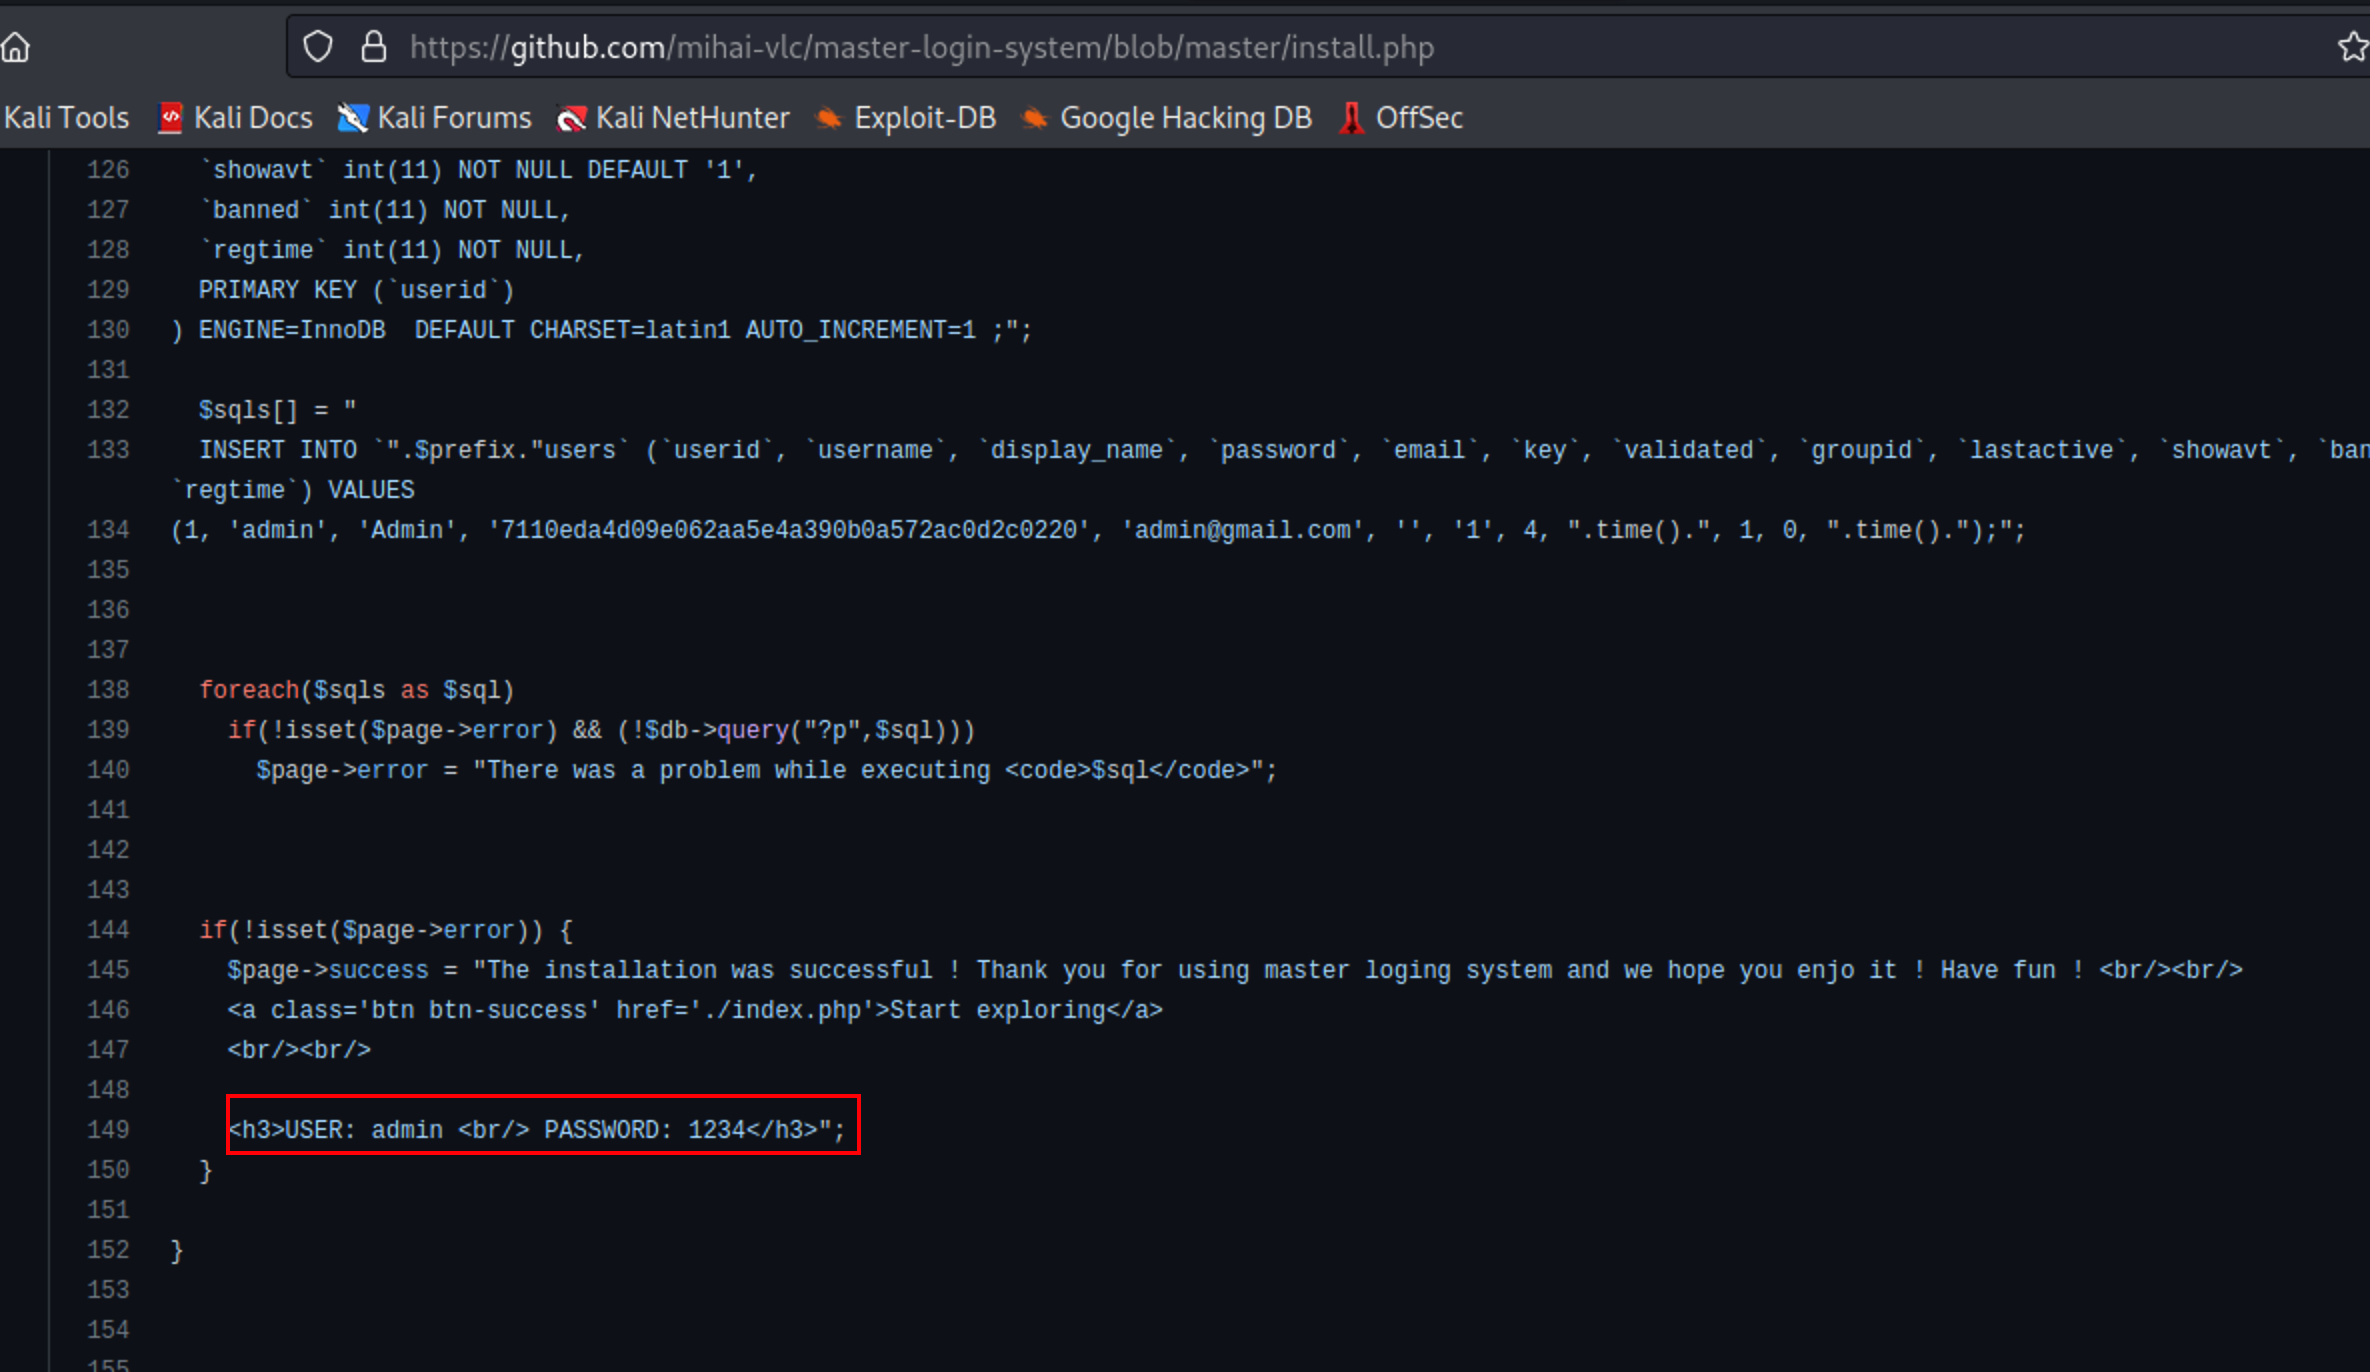 https://github.com/mihai-vlc/master-login-system/blob/master/install.php
Kali Tools Kali Docs Kali Forums Kali NetHunter Exploit-DB Google Hacking DB OffSec
126 `showavt` int(11) NOT NULL DEFAULT '1',
127 `banned` int(11) NOT NULL,
128 `regtime` int(11) NOT NULL,
129 PRIMARY KEY (`userid`)
130 ) ENGINE=InnoDB  DEFAULT CHARSET=latin1 AUTO_INCREMENT=1 ;";
131
132 $sqls[] = "
133 INSERT INTO `".$prefix."users` (`userid`, `username`, `display_name`, `password`, `email`, `key`, `validated`, `groupid`, `lastactive`, `showavt`, `ban
`regtime`) VALUES
134 (1, 'admin', 'Admin', '7110eda4d09e062aa5e4a390b0a572ac0d2c0220', 'admin@gmail.com', '', '1', 4, ".time().", 1, 0, ".time().");";
135
136
137
138 foreach($sqls as $sql)
139 if(!isset($page->error) && (!$db->query("?p",$sql)))
140 $page->error = "There was a problem while executing <code>$sql</code>";
141
142
143
144 if(!isset($page->error)) {
145 $page->success = "The installation was successful ! Thank you for using master loging system and we hope you enjo it ! Have fun ! <br/><br/>
146 <a class='btn btn-success' href='./index.php'>Start exploring</a>
147 <br/><br/>
148
149 <h3>USER: admin <br/> PASSWORD: 1234</h3>";
150 }
151
152 }
153
154
155